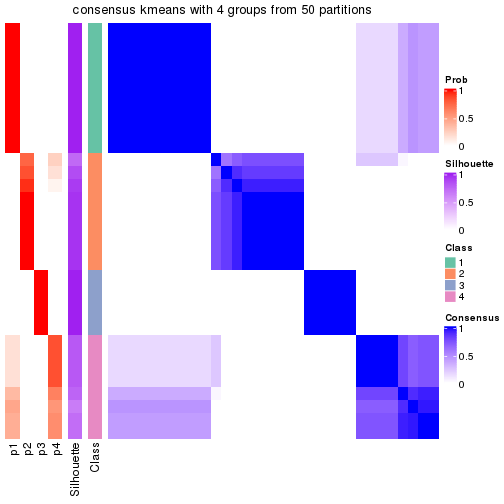 consensus kmeans with 4 groups from 50 partitions
Prob
1
0.5
0
Silhouette
1
0.5
0
Class
1
2
3
4
Consensus
1
0.5
0
p1
p2
p3
p4
Silhouette
Class